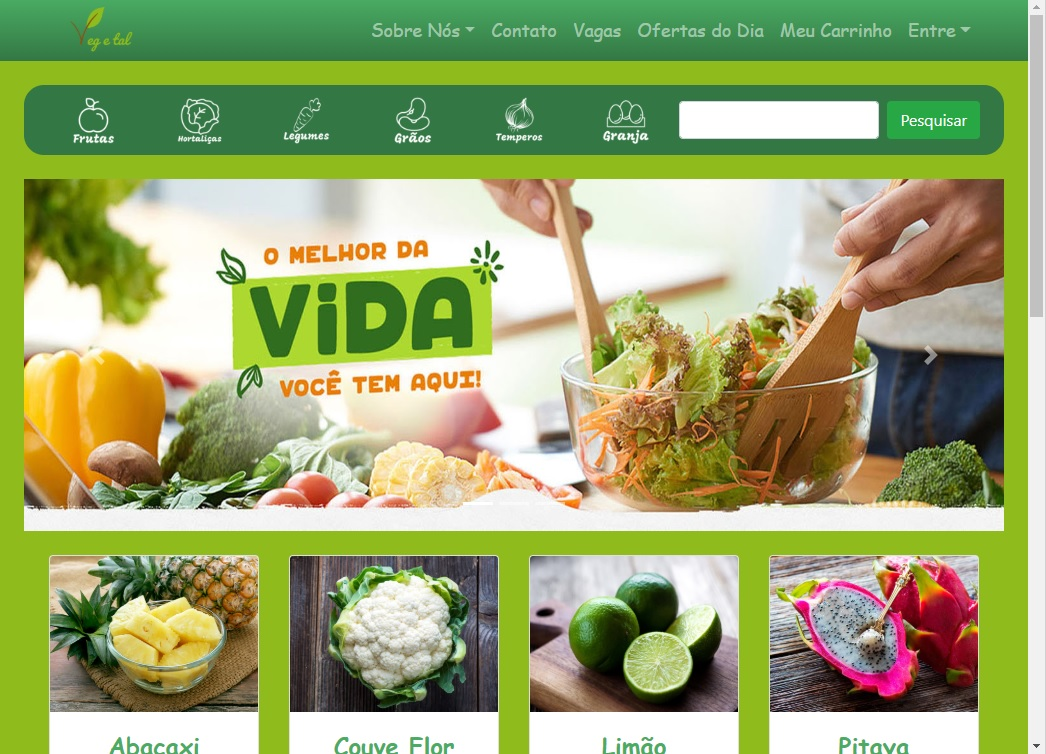 Veg e tal
Sobre Nós Contato Vagas Ofertas do Dia Meu Carrinho Entre
Frutas Hortaliças Legumes Grãos Temperos Granja Pesquisar
O MELHOR DA
ViDA
VOCÊ TEM AQUI!
Abacaxi Couve Flor Limão Pitaya